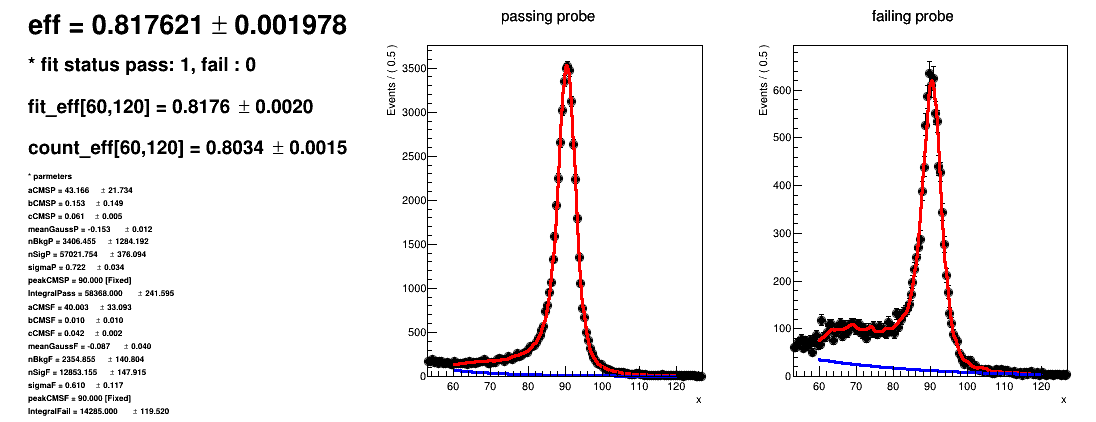 eff = 0.817621 ± 0.001978
* fit status pass: 1, fail : 0
fit_eff[60,120] = 0.8176 ± 0.0020
count_eff[60,120] = 0.8034 ± 0.0015
* parmeters
aCMSP = 43.166 ± 21.734
bCMSP = 0.153 ± 0.149
cCMSP = 0.061 ± 0.005
meanGaussP = -0.153 ± 0.012
nBkgP = 3406.455 ± 1284.192
nSigP = 57021.754 ± 376.094
sigmaP = 0.722 ± 0.034
peakCMSP = 90.000 [Fixed]
IntegralPass = 58368.000 ± 241.595
aCMSF = 40.003 ± 33.093
bCMSF = 0.010 ± 0.010
cCMSF = 0.042 ± 0.002
meanGaussF = -0.087 ± 0.040
nBkgF = 2354.855 ± 140.804
nSigF = 12853.155 ± 147.915
sigmaF = 0.610 ± 0.117
peakCMSF = 90.000 [Fixed]
IntegralFail = 14285.000 ± 119.520
passing probe
Events / ( 0.5 )
3500
3000
2500
2000
1500
1000
500
0
60 70 80 90 100 110 120
x
failing probe
Events / ( 0.5 )
600
500
400
300
200
100
0
60 70 80 90 100 110 120
x